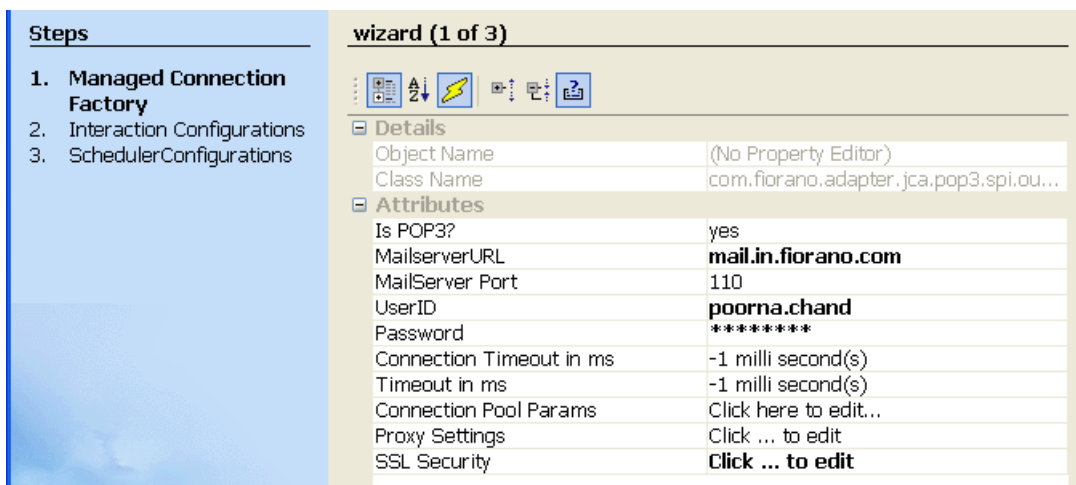 Steps
1. Managed Connection
Factory
2. Interaction Configurations
3. SchedulerConfigurations
wizard (1 of 3)
Details
Object Name (No Property Editor)
Class Name com.fiorano.adapter.jca.pop3.spi.ou...
Attributes
Is POP3? yes
MailserverURL mail.in.fiorano.com
MailServer Port 110
UserID poorna.chand
Password ********
Connection Timeout in ms -1 milli second(s)
Timeout in ms -1 milli second(s)
Connection Pool Params Click here to edit...
Proxy Settings Click ... to edit
SSL Security Click ... to edit